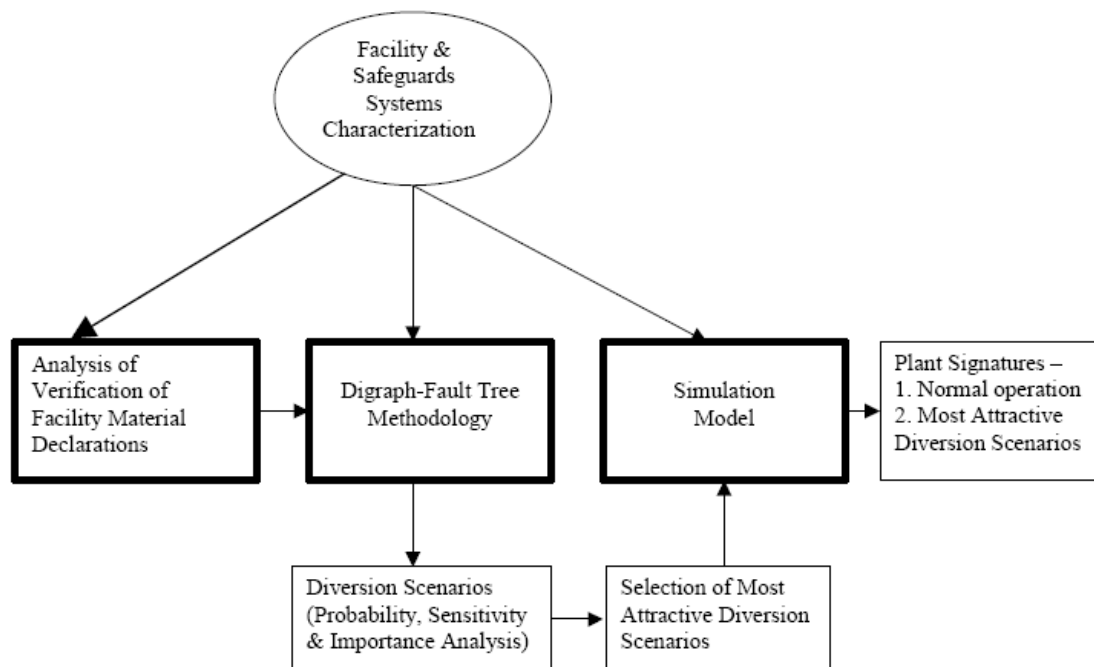 Facility &
Safeguards
Systems
Characterization
Analysis of
Verification of
Facility Material
Declarations
Digraph-Fault Tree
Methodology
Simulation
Model
Plant Signatures –
1. Normal operation
2. Most Attractive
Diversion Scenarios
Diversion Scenarios
(Probability, Sensitivity
& Importance Analysis)
Selection of Most
Attractive Diversion
Scenarios